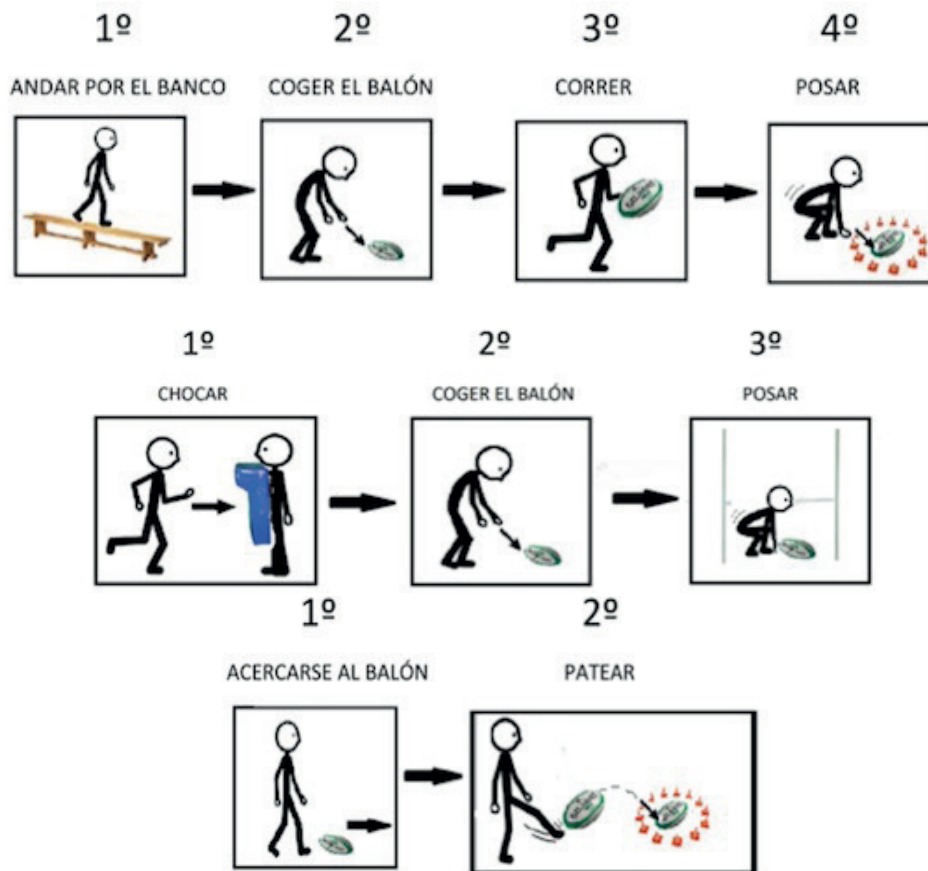 1º 2º 3º 4º
ANDAR POR EL BANCO COGER EL BALÓN CORRER POSAR
1º 2º 3º
CHOCAR COGER EL BALÓN POSAR
1º 2º
ACERCARSE AL BALÓN PATEAR